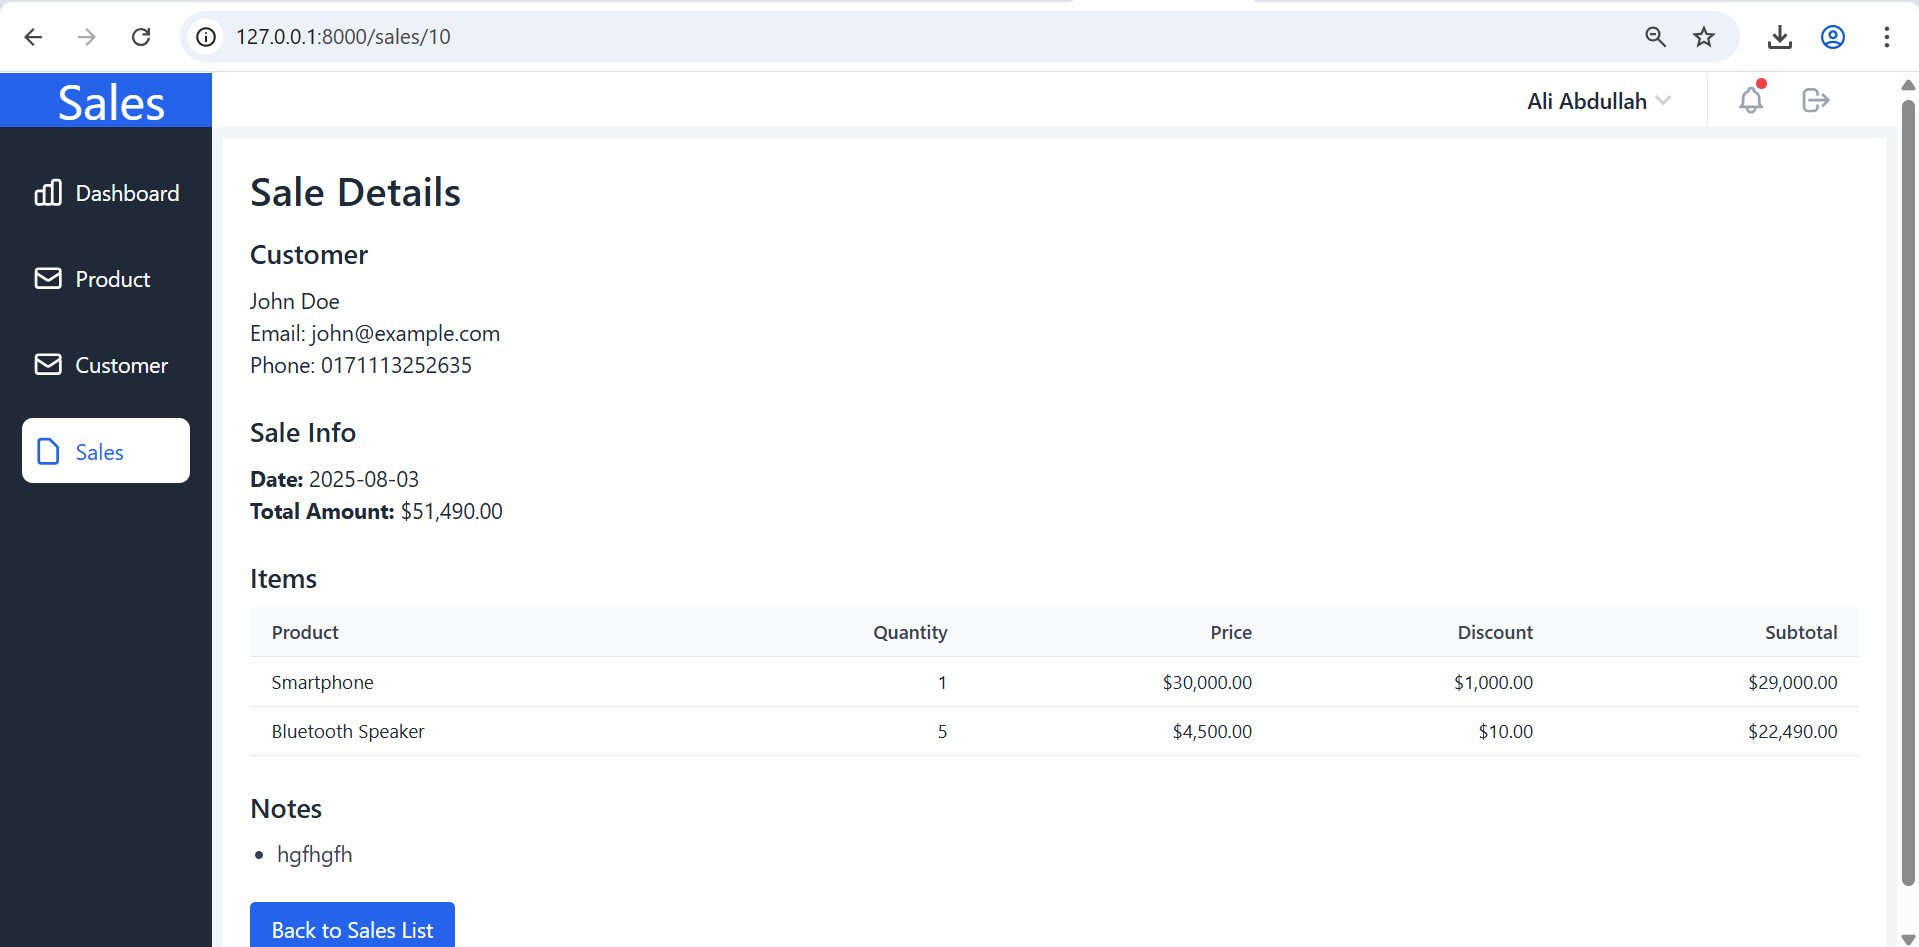 127.0.0.1:8000/sales/10
Sales
Ali Abdullah
Dashboard
Product
Customer
Sales
Sale Details
Customer
John Doe
Email: john@example.com
Phone: 0171113252635
Sale Info
Date: 2025-08-03
Total Amount: $51,490.00
Items
Product Quantity Price Discount Subtotal
Smartphone 1 $30,000.00 $1,000.00 $29,000.00
Bluetooth Speaker 5 $4,500.00 $10.00 $22,490.00
Notes
• hgfhgfh
Back to Sales List